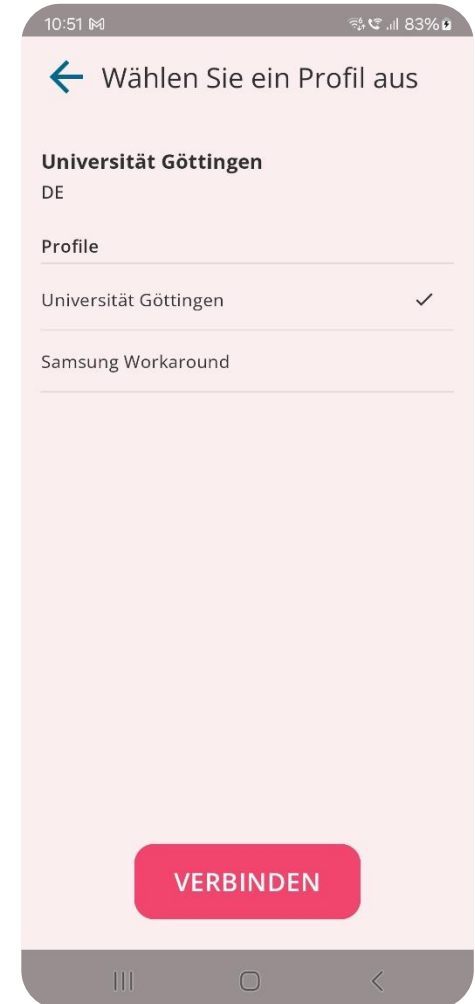 10:51 83%
Wählen Sie ein Profil aus
Universität Göttingen
DE
Profile
Universität Göttingen
Samsung Workaround
VERBINDEN